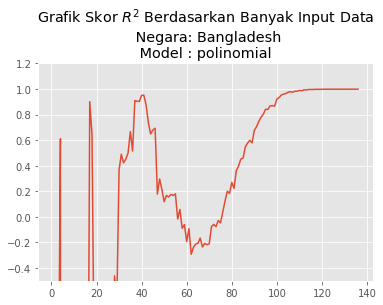 Grafik Skor R² Berdasarkan Banyak Input Data
Negara: Bangladesh
Model : polinomial
1.2
1.0
0.8
0.6
0.4
0.2
0.0
−0.2
−0.4
0 20 40 60 80 100 120 140